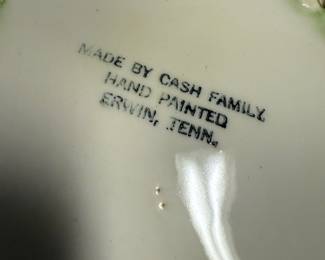 MADE BY CASH FAMILY
HAND PAINTED
ERWIN, TENN.